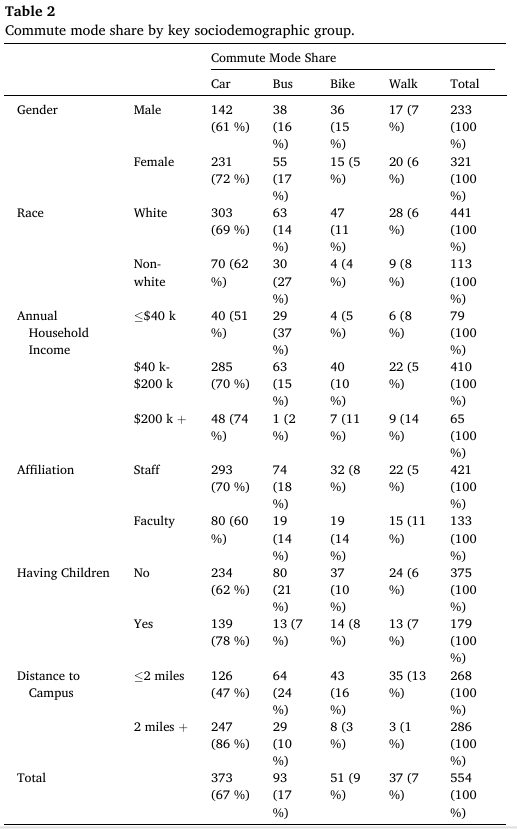 Table 2
Commute mode share by key sociodemographic group.
Commute Mode Share
Car Bus Bike Walk Total
Gender Male 142 38 36 17 (7 233
(61 %) (16 (15 %) (100
%) %) %)
Female 231 55 15 (5 20 (6 321
(72 %) (17 %) %) (100
%) %)
Race White 303 63 47 28 (6 441
(69 %) (14 (11 %) (100
%) %) %)
Non- 70 (62 30 4 (4 9 (8 113
white %) (27 %) %) (100
%) %)
Annual ≤$40 k 40 (51 29 4 (5 6 (8 79
Household %) (37 %) %) (100
Income %) %)
$40 k- 285 63 40 22 (5 410
$200 k (70 %) (15 (10 %) (100
%) %) %)
$200 k + 48 (74 1 (2 7 (11 9 (14 65
%) %) %) %) (100
%)
Affiliation Staff 293 74 32 (8 22 (5 421
(70 %) (18 %) %) (100
%) %)
Faculty 80 (60 19 19 15 (11 133
%) (14 (14 %) (100
%) %) %)
Having Children No 234 80 37 24 (6 375
(62 %) (21 (10 %) (100
%) %) %)
Yes 139 13 (7 14 (8 13 (7 179
(78 %) %) %) %) (100
%)
Distance to ≤2 miles 126 64 43 35 (13 268
Campus (47 %) (24 (16 %) (100
%) %) %)
2 miles + 247 29 8 (3 3 (1 286
(86 %) (10 %) %) (100
%) %)
Total 373 93 51 (9 37 (7 554
(67 %) (17 %) %) (100
%) %)